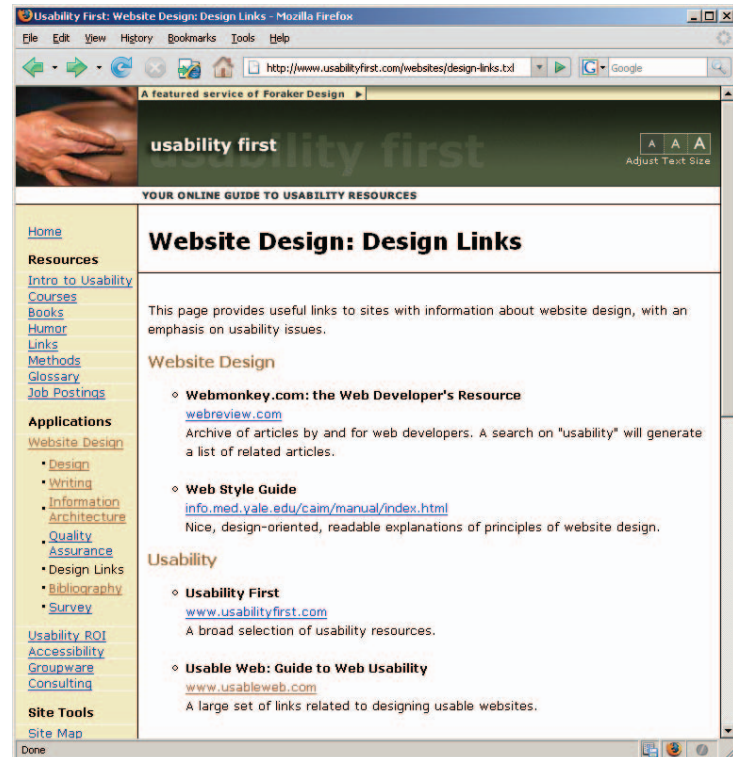 Usability First: Website Design: Design Links - Mozilla Firefox
File Edit View History Bookmarks Tools Help
http://www.usabilityfirst.com/websites/design-links.txl
G Google
A featured service of Foraker Design
usability first
usability first
A A A
Adjust Text Size
YOUR ONLINE GUIDE TO USABILITY RESOURCES
Home
Resources
Intro to Usability
Courses
Books
Humor
Links
Methods
Glossary
Job Postings
Applications
Website Design
Design
Writing
Information
Architecture
Quality
Assurance
Design Links
Bibliography
Survey
Usability ROI
Accessibility
Groupware
Consulting
Site Tools
Site Map
Website Design: Design Links
This page provides useful links to sites with information about website design, with an
emphasis on usability issues.
Website Design
Webmonkey.com: the Web Developer's Resource
webreview.com
Archive of articles by and for web developers. A search on "usability" will generate
a list of related articles.
Web Style Guide
info.med.yale.edu/caim/manual/index.html
Nice, design-oriented, readable explanations of principles of website design.
Usability
Usability First
www.usabilityfirst.com
A broad selection of usability resources.
Usable Web: Guide to Web Usability
www.usableweb.com
A large set of links related to designing usable websites.
Done